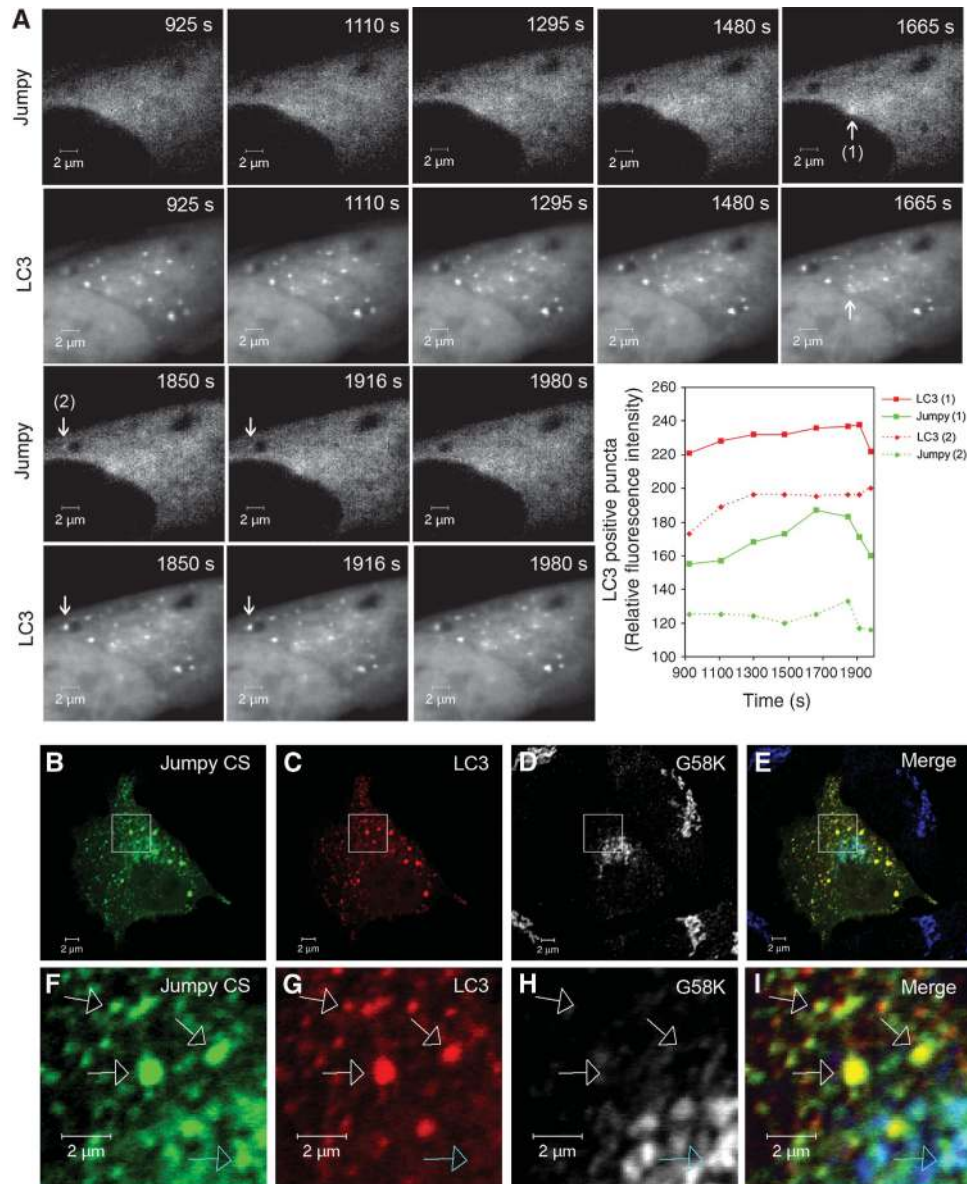 A
925 s
1110 s
1295 s
1480 s
1665 s
Jumpy
2 μm
2 μm
2 μm
2 μm
2 μm
(1)
925 s
1110 s
1295 s
1480 s
1665 s
LC3
2 μm
2 μm
2 μm
2 μm
2 μm
1850 s
1916 s
1980 s
Jumpy
(2)
2 μm
2 μm
2 μm
1850 s
1916 s
1980 s
LC3
2 μm
2 μm
2 μm
LC3 positive puncta
(Relative fluorescence intensity)
260
240
220
200
180
160
140
120
100
900 1100 1300 1500 1700 1900
Time (s)
LC3 (1)
Jumpy (1)
LC3 (2)
Jumpy (2)
B Jumpy CS
2 μm
C LC3
2 μm
D G58K
2 μm
E Merge
2 μm
F Jumpy CS
2 μm
G LC3
2 μm
H G58K
2 μm
I Merge
2 μm